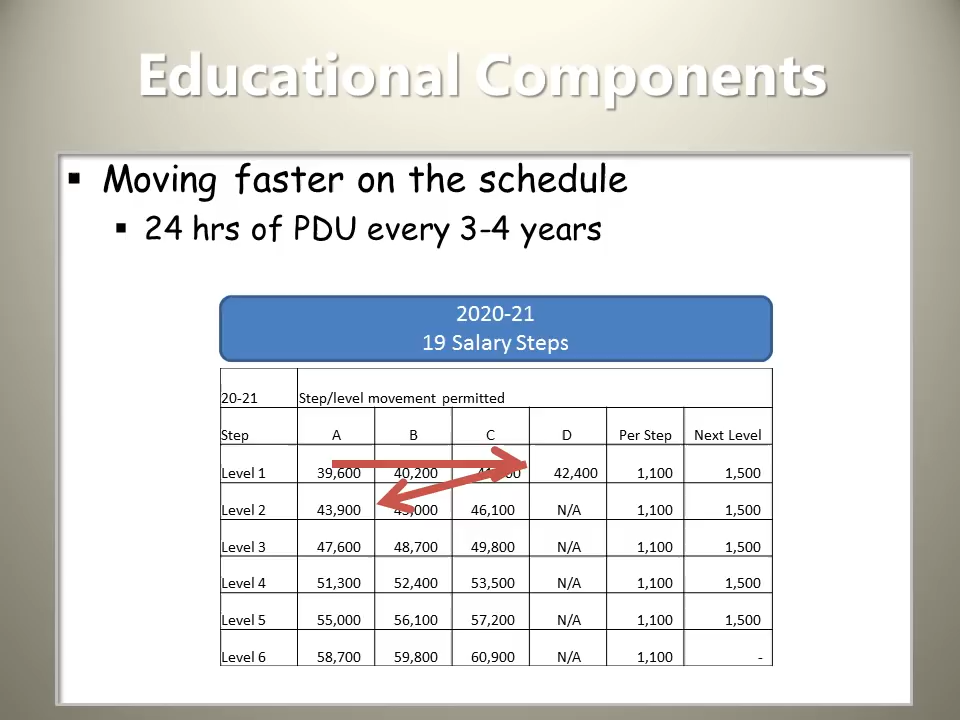 Educational Components
▪ Moving faster on the schedule
▪ 24 hrs of PDU every 3-4 years
2020-21
19 Salary Steps
20-21 Step/level movement permitted
Step A B C D Per Step Next Level
Level 1 39,600 40,200 42,400 1,100 1,500
Level 2 43,900 46,100 N/A 1,100 1,500
Level 3 47,600 48,700 49,800 N/A 1,100 1,500
Level 4 51,300 52,400 53,500 N/A 1,100 1,500
Level 5 55,000 56,100 57,200 N/A 1,100 1,500
Level 6 58,700 59,800 60,900 N/A 1,100 -